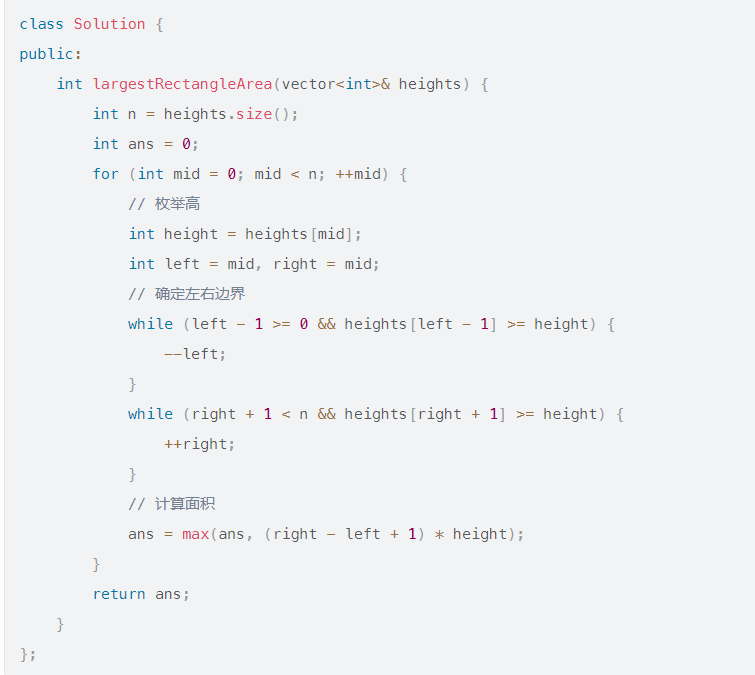 class Solution {
public:
    int largestRectangleArea(vector<int>& heights) {
        int n = heights.size();
        int ans = 0;
        for (int mid = 0; mid < n; ++mid) {
            // 枚举高
            int height = heights[mid];
            int left = mid, right = mid;
            // 确定左右边界
            while (left - 1 >= 0 && heights[left - 1] >= height) {
                --left;
            }
            while (right + 1 < n && heights[right + 1] >= height) {
                ++right;
            }
            // 计算面积
            ans = max(ans, (right - left + 1) * height);
        }
        return ans;
    }
};